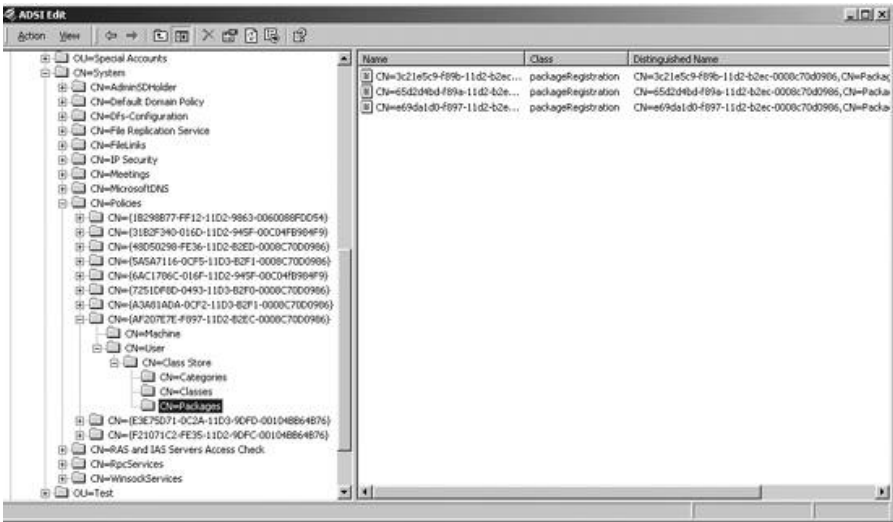 ADSI Edit
Action View
OU=Special Accounts
CN=System
CN=AdminSDHolder
CN=Default Domain Policy
CN=Dfs-Configuration
CN=File Replication Service
CN=FileLinks
CN=IP Security
CN=Meetings
CN=MicrosoftDNS
CN=Policies
CN={1B298B77-FF12-11D2-9863-0060088FDD54}
CN={31B2F340-016D-11D2-945F-00C04FB984F9}
CN={48D50298-FE36-11D2-B2ED-0008C70D0986}
CN={5A5A7116-0CF5-11D3-B2F1-0008C70D0986}
CN={6AC1786C-016F-11D2-945F-00C04fB984F9}
CN={7251DF8D-0493-11D3-B2F0-0008C70D0986}
CN={A3A81ADA-0CF2-11D3-B2F1-0008C70D0986}
CN={AF207E7E-F097-11D2-B2EC-0008C70D0986}
CN=Machine
CN=User
CN=Class Store
CN=Categories
CN=Classes
CN=Packages
CN={E3E75D71-0C2A-11D3-9DFD-00104BB64B76}
CN={F21071C2-FE35-11D2-9DFC-00104BB64B76}
CN=RAS and IAS Servers Access Check
CN=RpcServices
CN=WinsockServices
OU=Test
Name Class Distinguished Name
CN=3c21e5c9-f89b-11d2-b2ec... packageRegistration CN=3c21e5c9-f89b-11d2-b2ec-0008c70d0986,CN=Packag
CN=65d2d4bd-f89a-11d2-b2e... packageRegistration CN=65d2d4bd-f89a-11d2-b2ec-0008c70d0986,CN=Packa
CN=e69da1d0-f897-11d2-b2e... packageRegistration CN=e69da1d0-f897-11d2-b2ec-0008c70d0986,CN=Packa